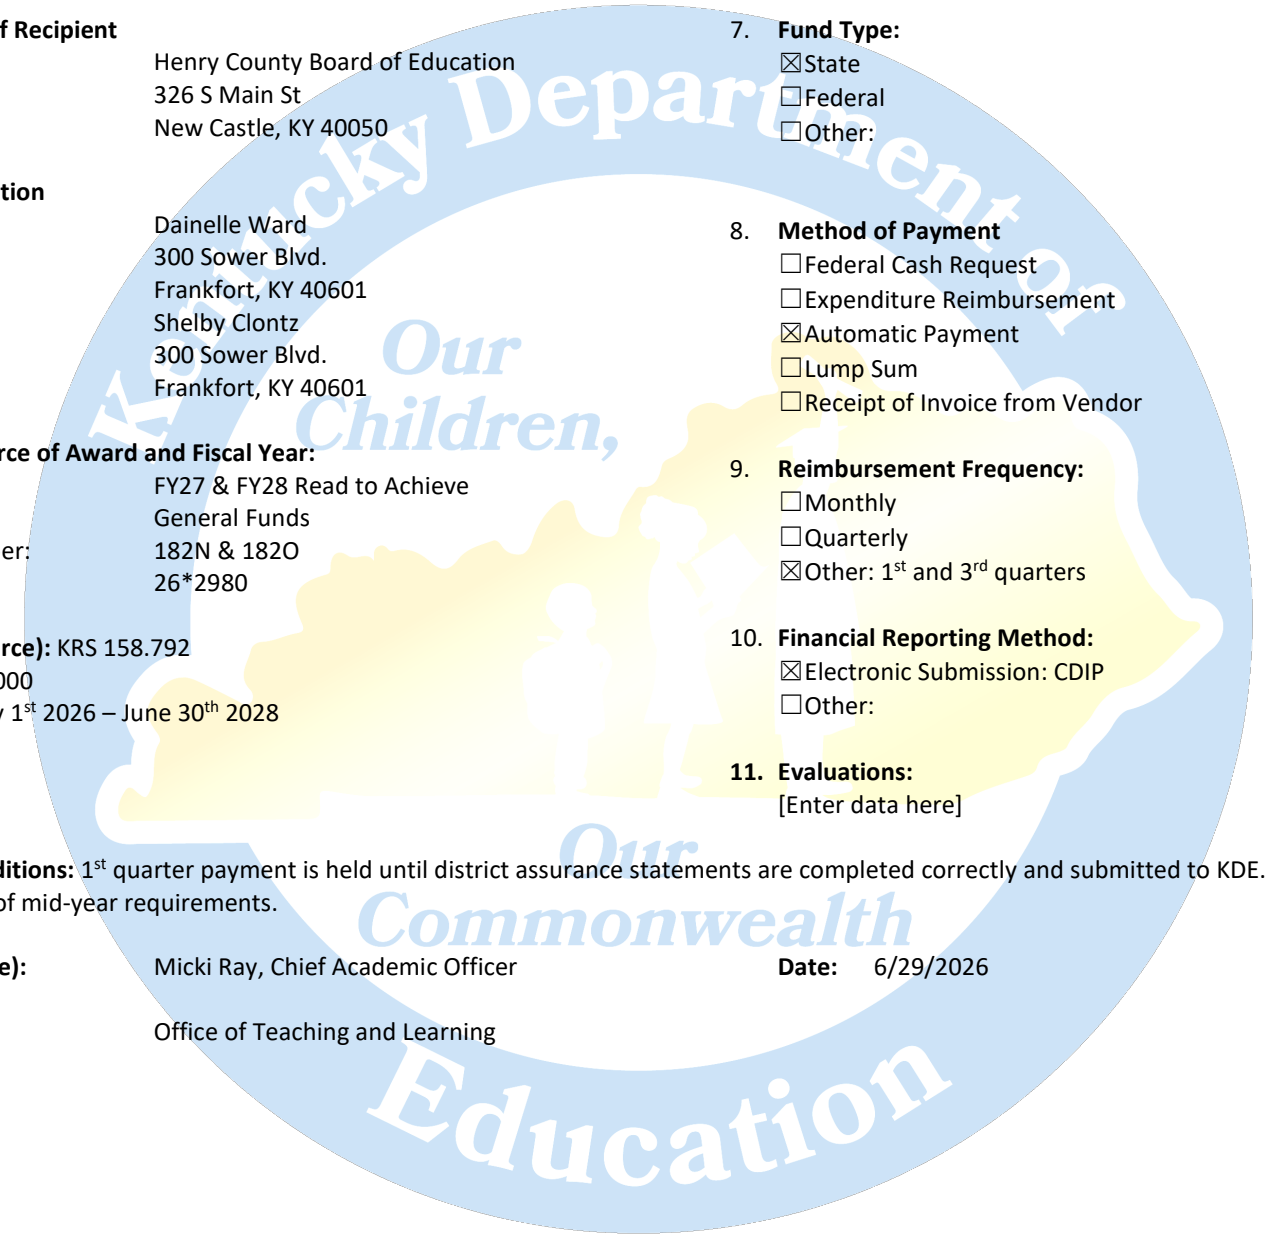 f Recipient
Henry County Board of Education
326 S Main St
New Castle, KY 40050
tion
Dainelle Ward
300 Sower Blvd.
Frankfort, KY 40601
Shelby Clontz
300 Sower Blvd.
Frankfort, KY 40601
rce of Award and Fiscal Year:
FY27 & FY28 Read to Achieve
General Funds
er: 182N & 182O
26*2980
rce): KRS 158.792
000
y 1st 2026 – June 30th 2028
7. Fund Type:
☒State
☐Federal
☐Other:
8. Method of Payment
☐Federal Cash Request
☐Expenditure Reimbursement
☒Automatic Payment
☐Lump Sum
☐Receipt of Invoice from Vendor
9. Reimbursement Frequency:
☐Monthly
☐Quarterly
☒Other: 1st and 3rd quarters
10. Financial Reporting Method:
☒Electronic Submission: CDIP
☐Other:
11. Evaluations:
[Enter data here]
ditions: 1st quarter payment is held until district assurance statements are completed correctly and submitted to KDE.
of mid-year requirements.
e): Micki Ray, Chief Academic Officer Date: 6/29/2026
Office of Teaching and Learning
Kentucky Department of
Education
Our
Children,
Our
Commonwealth